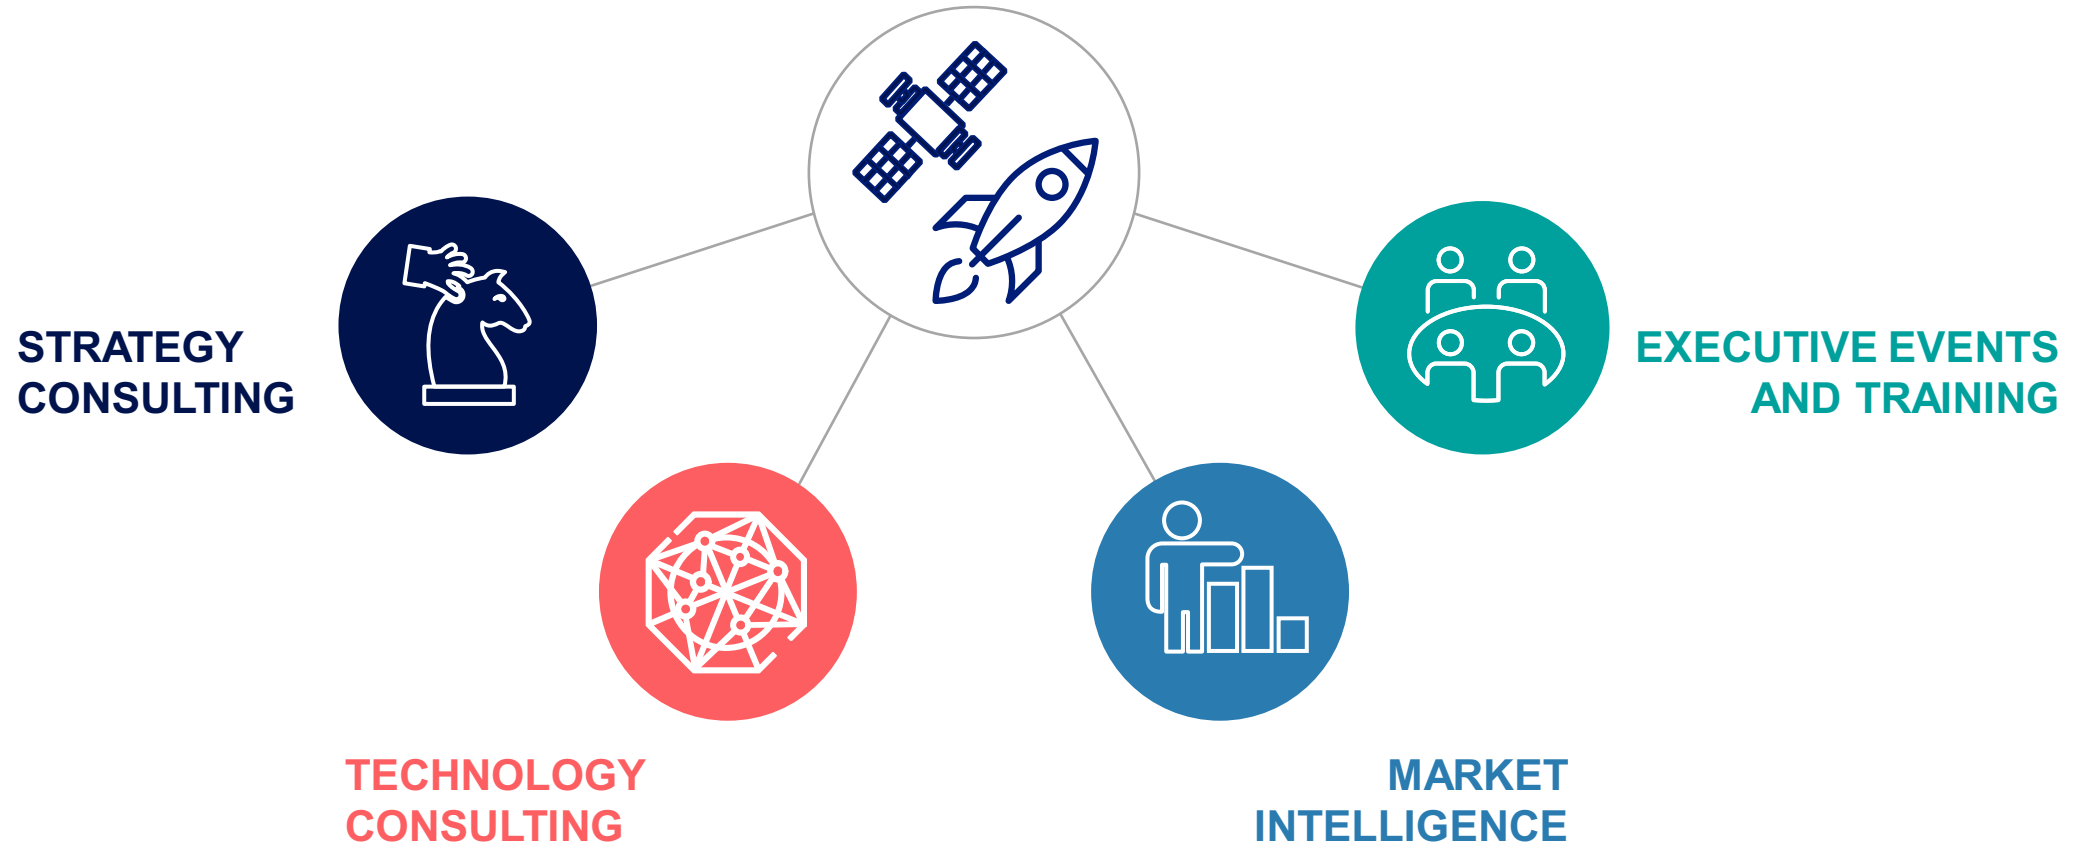 STRATEGY
CONSULTING
EXECUTIVE EVENTS
AND TRAINING
TECHNOLOGY
CONSULTING
MARKET
INTELLIGENCE